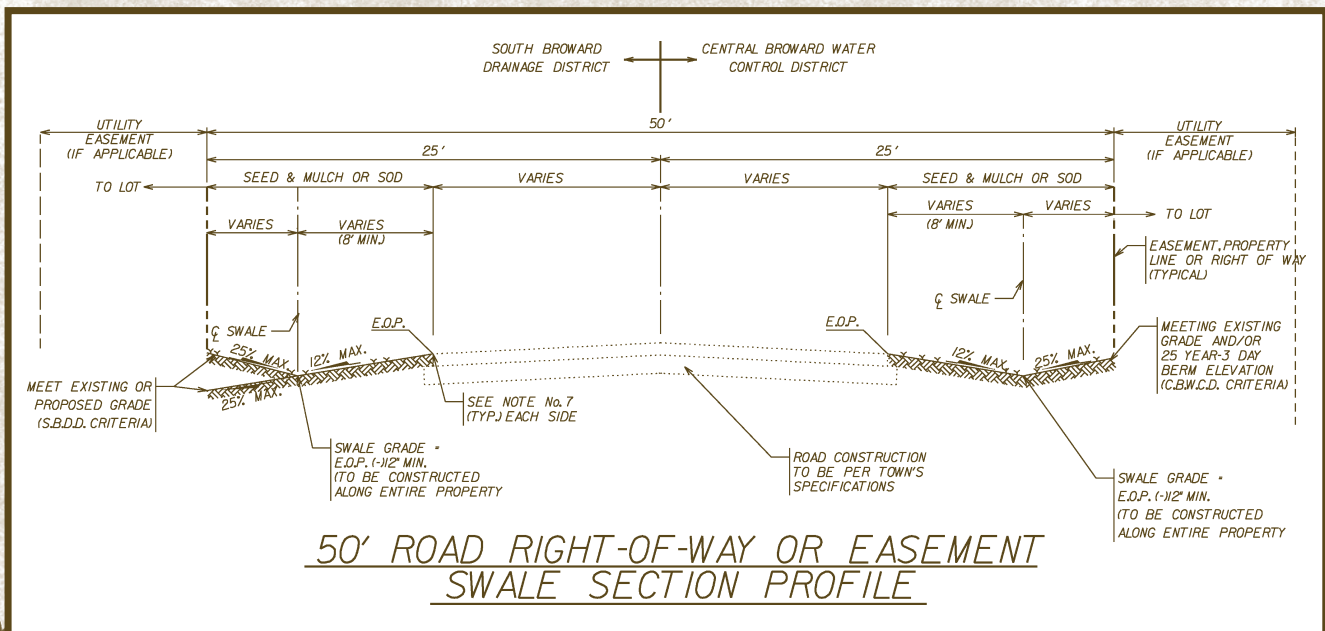 SOUTH BROWARD
DRAINAGE DISTRICT
CENTRAL BROWARD WATER
CONTROL DISTRICT
UTILITY
EASEMENT
(IF APPLICABLE)
50'
UTILITY
EASEMENT
(IF APPLICABLE)
25'
25'
TO LOT
SEED & MULCH OR SOD
VARIES
VARIES
SEED & MULCH OR SOD
TO LOT
VARIES
VARIES
(8' MIN.)
VARIES
(8' MIN.)
VARIES
EASEMENT, PROPERTY
LINE OR RIGHT OF WAY
(TYPICAL)
℄ SWALE
℄ SWALE
E.O.P.
E.O.P.
25% MAX.
12% MAX.
25% MAX.
12% MAX.
25% MAX.
MEETING EXISTING
GRADE AND/OR
25 YEAR-3 DAY
BERM ELEVATION
(C.B.W.C.D. CRITERIA)
MEET EXISTING OR
PROPOSED GRADE
(S.B.D.D. CRITERIA)
SEE NOTE No. 7
(TYP.) EACH SIDE
SWALE GRADE =
E.O.P. (-)12" MIN.
(TO BE CONSTRUCTED
ALONG ENTIRE PROPERTY
ROAD CONSTRUCTION
TO BE PER TOWN'S
SPECIFICATIONS
SWALE GRADE =
E.O.P. (-)12" MIN.
(TO BE CONSTRUCTED
ALONG ENTIRE PROPERTY
50' ROAD RIGHT-OF-WAY OR EASEMENT
SWALE SECTION PROFILE